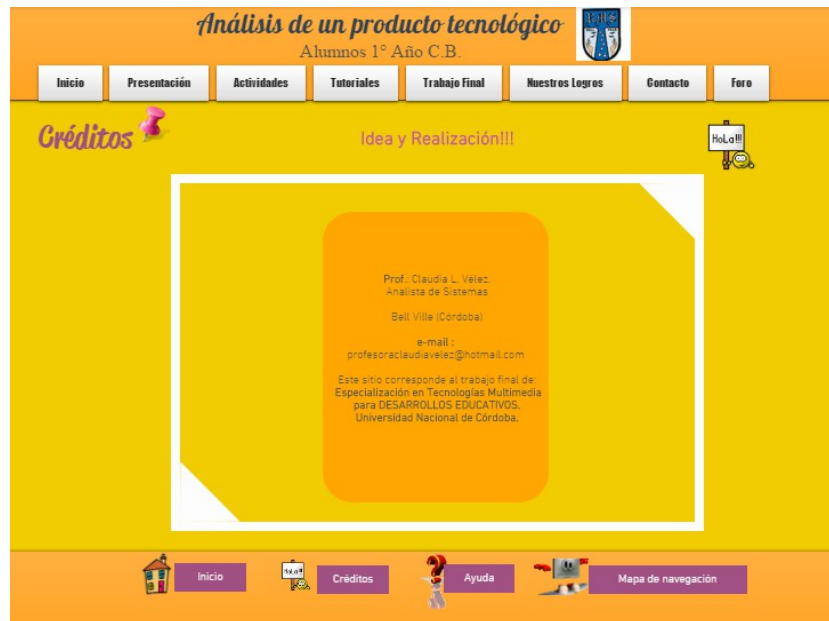 Análisis de un producto tecnológico
Alumnos 1° Año C.B.
Inicio
Presentación
Actividades
Tutoriales
Trabajo Final
Nuestros Logros
Contacto
Foro
Créditos
Idea y Realización!!!
HoLa!!!
Prof.: Claudia L. Vélez.
Analista de Sistemas
Bell Ville (Córdoba)
e-mail :
profesoraclaudiavelez@hotmail.com
Este sitio corresponde al trabajo final de:
Especialización en Tecnologías Multimedia
para DESARROLLOS EDUCATIVOS.
Universidad Nacional de Córdoba.
Inicio
HoLa!!!
Créditos
Ayuda
Mapa de navegación